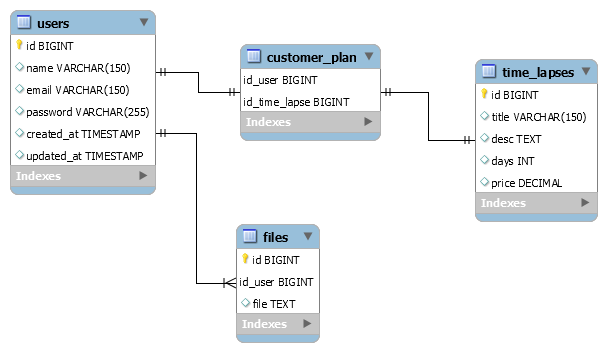 users
id BIGINT
name VARCHAR(150)
email VARCHAR(150)
password VARCHAR(255)
created_at TIMESTAMP
updated_at TIMESTAMP
Indexes
customer_plan
id_user BIGINT
id_time_lapse BIGINT
Indexes
time_lapses
id BIGINT
title VARCHAR(150)
desc TEXT
days INT
price DECIMAL
Indexes
files
id BIGINT
id_user BIGINT
file TEXT
Indexes